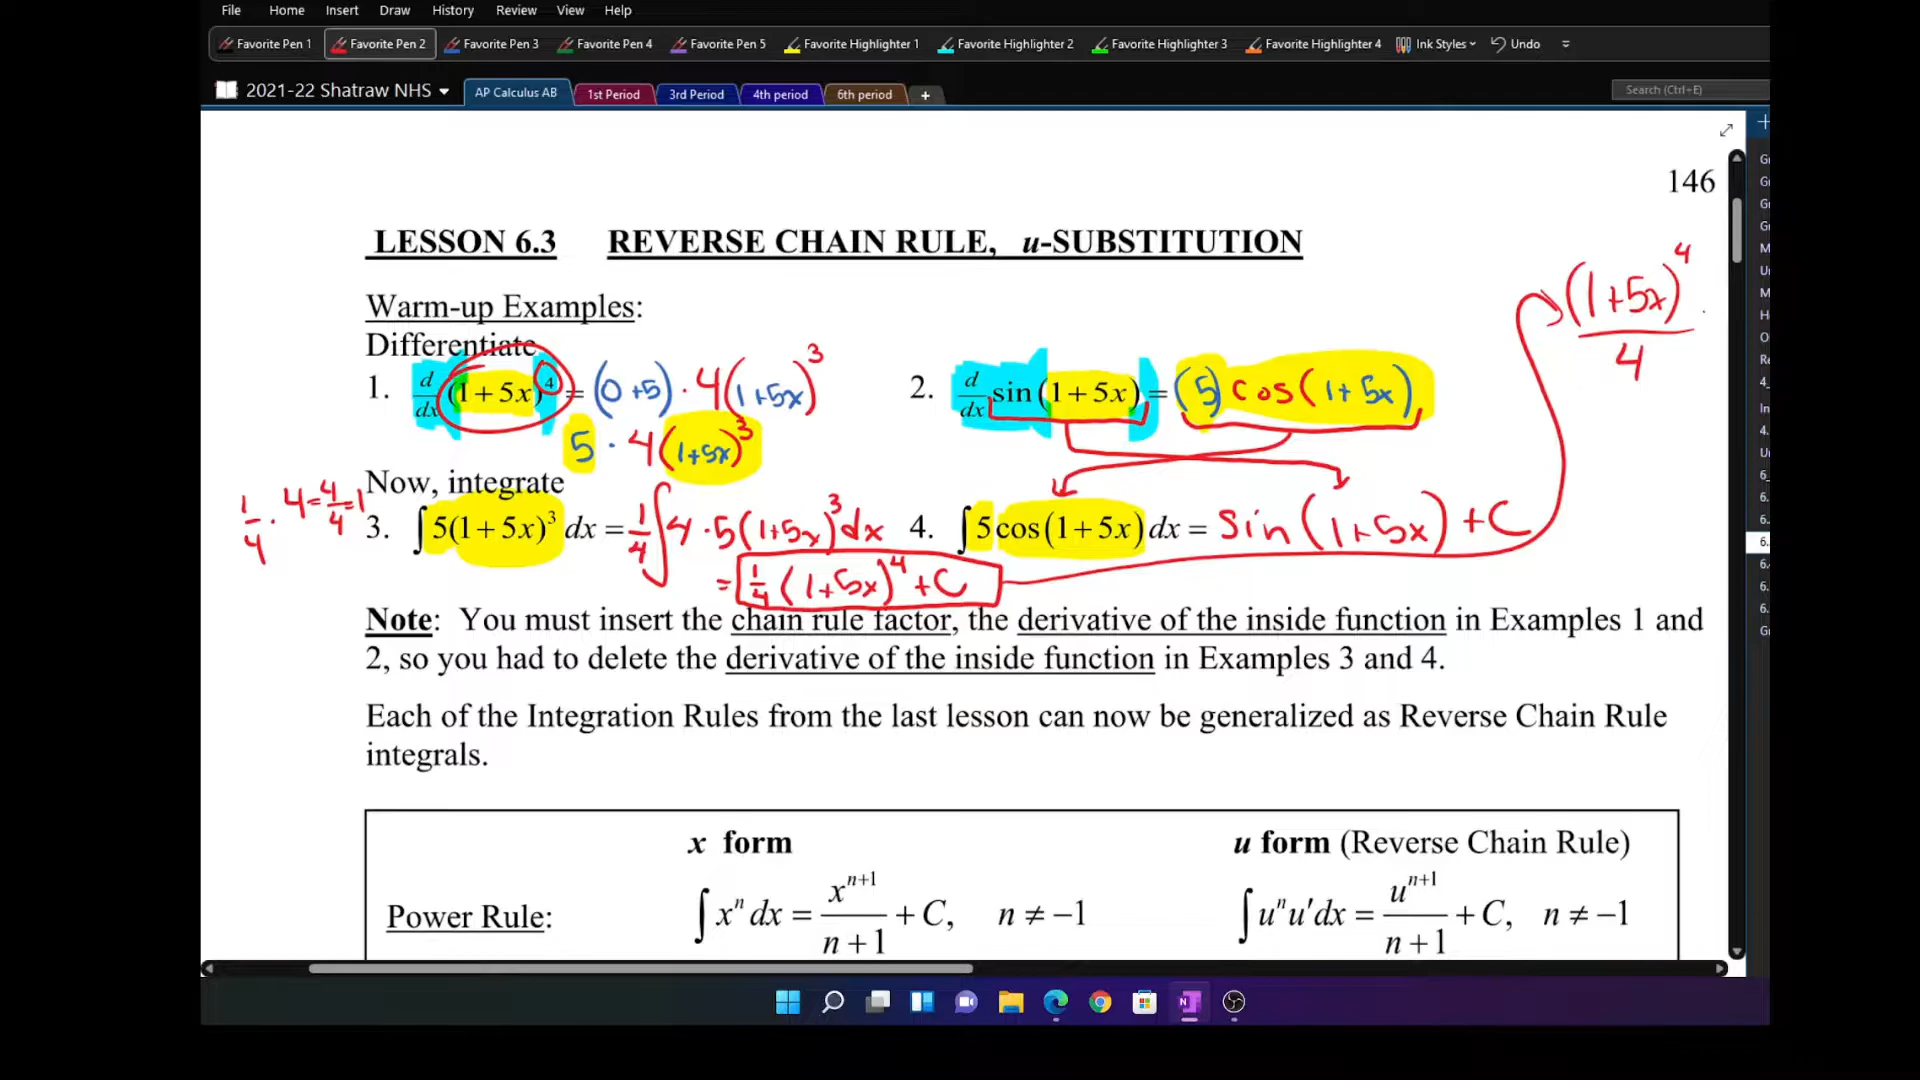 File Home Insert Draw History Review View Help
Favorite Pen 1 Favorite Pen 2 Favorite Pen 3 Favorite Pen 4 Favorite Pen 5 Favorite Highlighter 1 Favorite Highlighter 2 Favorite Highlighter 3 Favorite Highlighter 4 Ink Styles Undo
2021-22 Shatraw NHS AP Calculus AB 1st Period 3rd Period 4th period 6th period + Search (Ctrl+E)
146
LESSON 6.3 REVERSE CHAIN RULE, u-SUBSTITUTION
(1+5x)^4 / 4
Warm-up Examples:
Differentiate
1. d/dx (1+5x)^4 = (0+5) · 4(1+5x)^3
5 · 4(1+5x)^3
2. d/dx sin(1+5x) = (5) cos(1+5x)
Now, integrate
1/4 · 4 = 4/4 = 1
3. ∫5(1+5x)^3 dx = 1/4 ∫4·5(1+5x)^3 dx
= 1/4 (1+5x)^4 + C
4. ∫5cos(1+5x)dx = sin(1+5x) + C
Note: You must insert the chain rule factor, the derivative of the inside function in Examples 1 and
2, so you had to delete the derivative of the inside function in Examples 3 and 4.
Each of the Integration Rules from the last lesson can now be generalized as Reverse Chain Rule
integrals.
x form u form (Reverse Chain Rule)
Power Rule: ∫x^n dx = x^(n+1)/(n+1) + C, n ≠ −1 ∫u^n u′dx = u^(n+1)/(n+1) + C, n ≠ −1